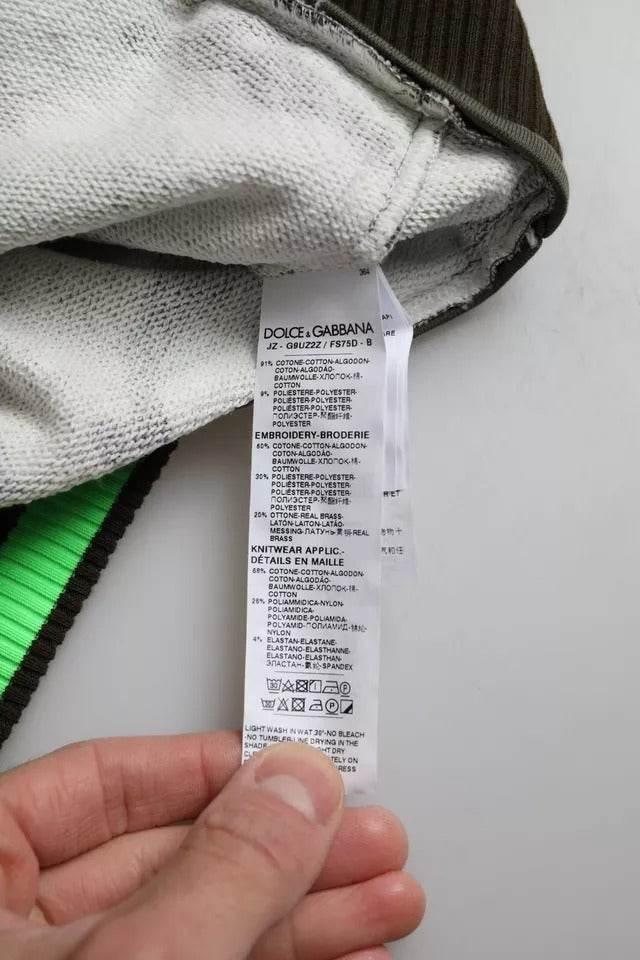 364
DOLCE & GABBANA
JZ - G9UZ2Z / FS75D - B
91% COTONE-COTTON-ALGODON-
COTON-ALGODÃO-
BAUMWOLLE-ХЛОПОК-棉-
COTTON
9% POLIESTERE-POLYESTER-
POLIÉSTER-POLYESTER-
POLIÉSTER-POLYESTER-
ПОЛИЭСТЕР-聚酯纤维-
POLYESTER
EMBROIDERY-BRODERIE
50% COTONE-COTTON-ALGODON-
COTON-ALGODÃO-
BAUMWOLLE-ХЛОПОК-棉-
COTTON
30% POLIESTERE-POLYESTER-
POLIÉSTER-POLYESTER-
POLIÉSTER-POLYESTER-
ПОЛИЭСТЕР-聚酯纤维-
POLYESTER
20% OTTONE-REAL BRASS-
LATÓN-LAITON-LATÃO-
MESSING-ЛАТУНЬ-黄铜-REAL
BRASS
KNITWEAR APPLIC.-
DÉTAILS EN MAILLE
COTONE-COTTON-ALGODON-
COTON-ALGODÃO-
BAUMWOLLE-ХЛОПОК-棉-
COTTON
POLIAMMIDICA-NYLON-
POLIAMIDICA-
POLYAMIDE-POLIAMIDA-
POLYAMID-ПОЛИАМИД-
NYLON
4% ELASTAN-ELASTANE-
ELASTANO-ELASTHANNE-
ELASTANO-ELASTHAN-
ЭЛАСТАН-氨纶-SPANDEX
LIGHT WASH IN WAT 30°-NO BLEACH
-NO TUMBLER-LINE DRYING IN THE
SHADE
DRY
RESS